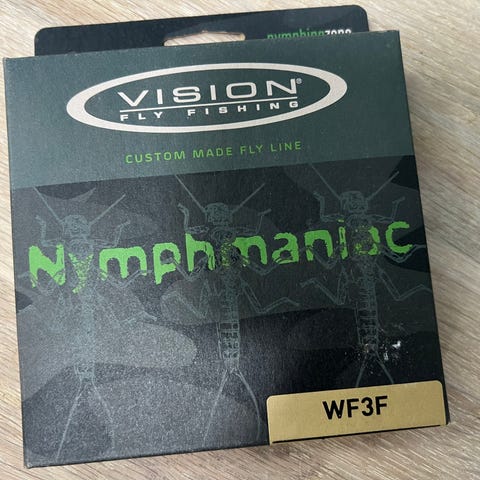 nymphingzone
VISION®
FLY FISHING
CUSTOM MADE FLY LINE
Nymphmaniac
WF3F